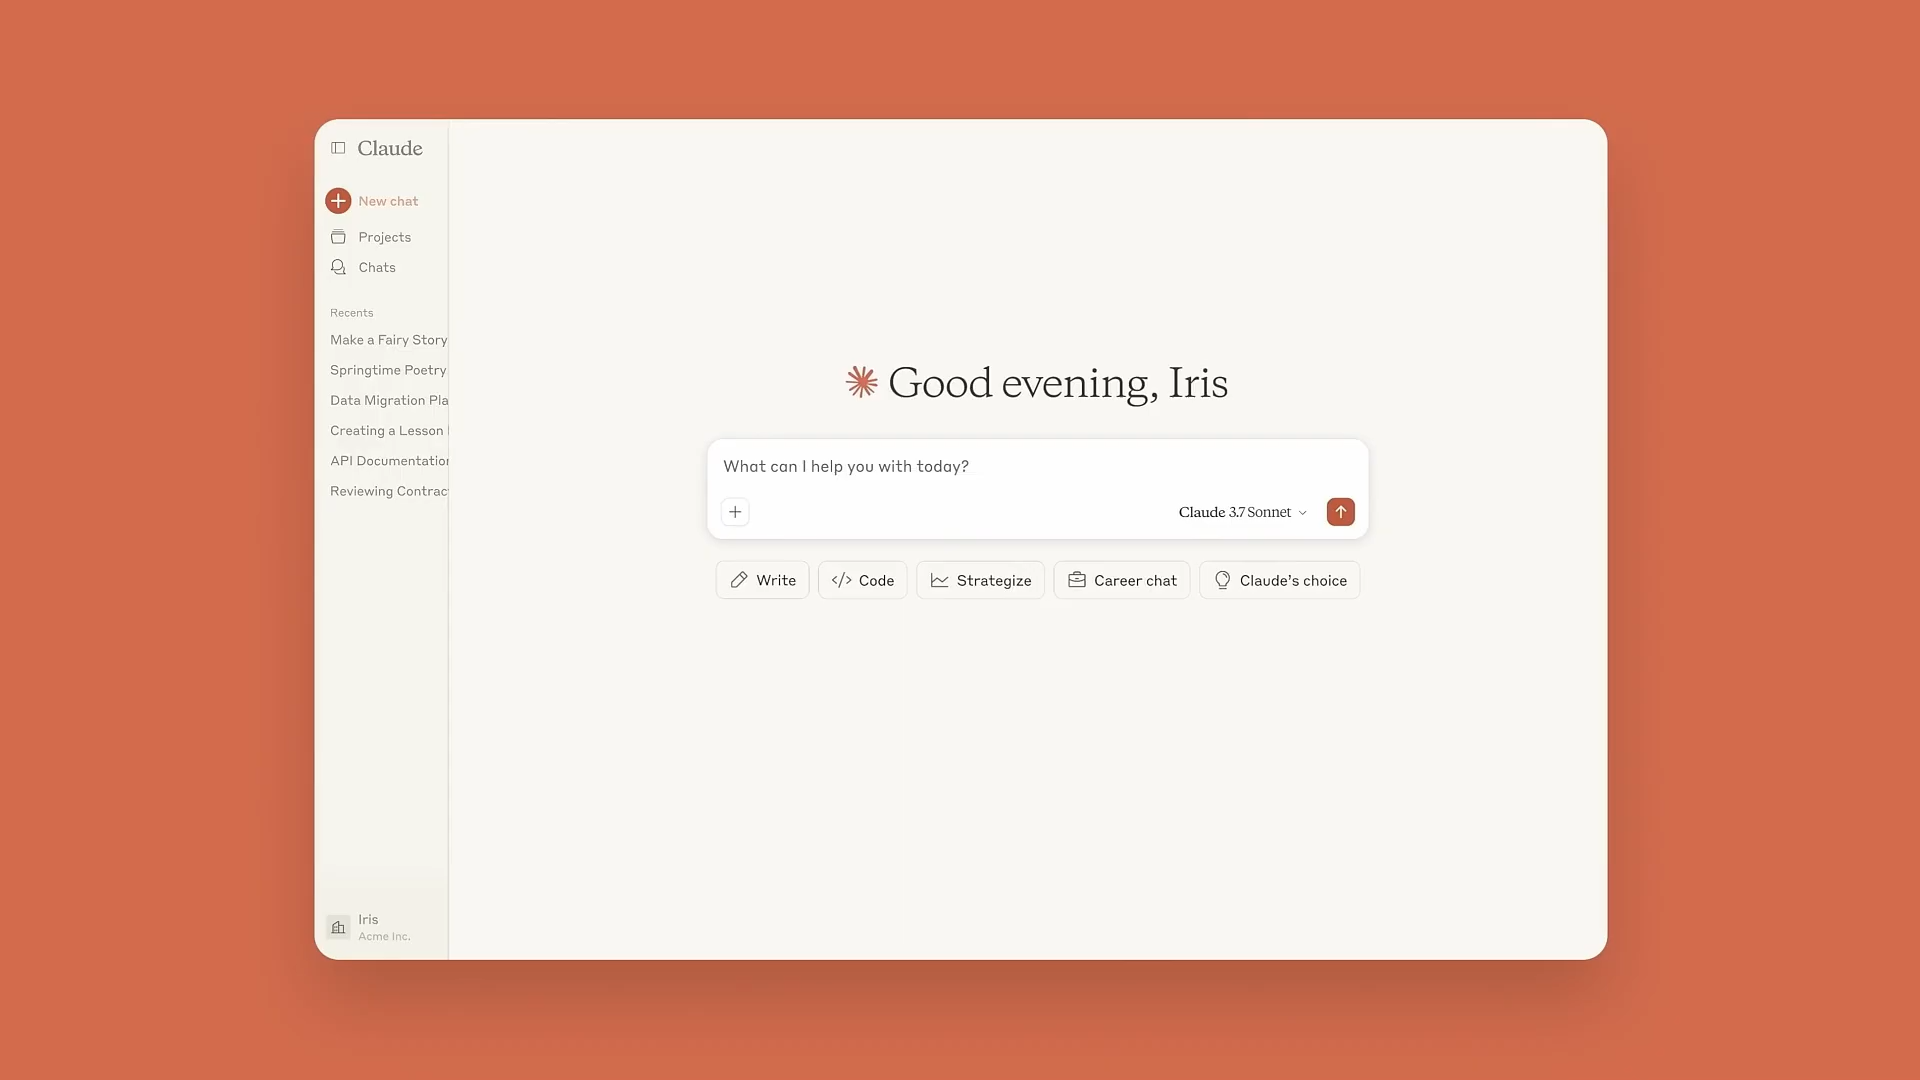 Claude
New chat
Projects
Chats
Recents
Make a Fairy Story
Springtime Poetry
Data Migration Pla
Creating a Lesson
API Documentation
Reviewing Contrac
Iris
Acme Inc.
Good evening, Iris
What can I help you with today?
Claude 3.7 Sonnet
Write
Code
Strategize
Career chat
Claude's choice